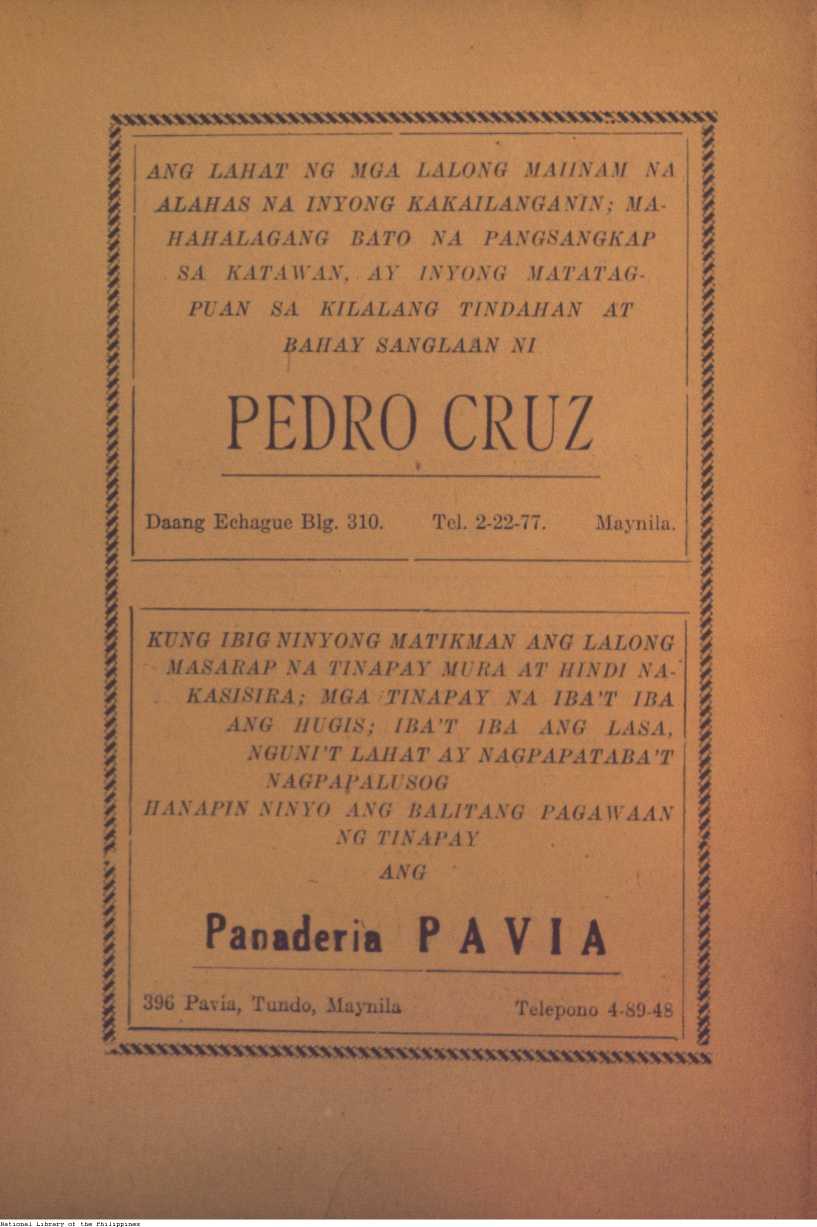 ANG LAHAT NG MGA LALONG MAIINAM NA
ALAHAS NA INYONG KAKAILANGANIN; MA-
HAHALAGANG BATO NA PANGSANGKAP
SA KATAWAN, AY INYONG MATATAG-
PUAN SA KILALANG TINDAHAN AT
BAHAY SANGLAAN NI
PEDRO CRUZ
Daang Echague Blg. 310. Tel. 2-22-77. Maynila.
KUNG IBIG NINYONG MATIKMAN ANG LALONG
MASARAP NA TINAPAY MURA AT HINDI NA-
KASISIRA; MGA TINAPAY NA IBA'T IBA
ANG HUGIS; IBA'T IBA ANG LASA,
NGUNI'T LAHAT AY NAGPAPATABA'T
NAGPAPALUSOG
HANAPIN NINYO ANG BALITANG PAGAWAAN
NG TINAPAY
ANG
Panaderia PAVIA
396 Pavia, Tundo, Maynila Telepono 4-89-48
National Library of the Philippines